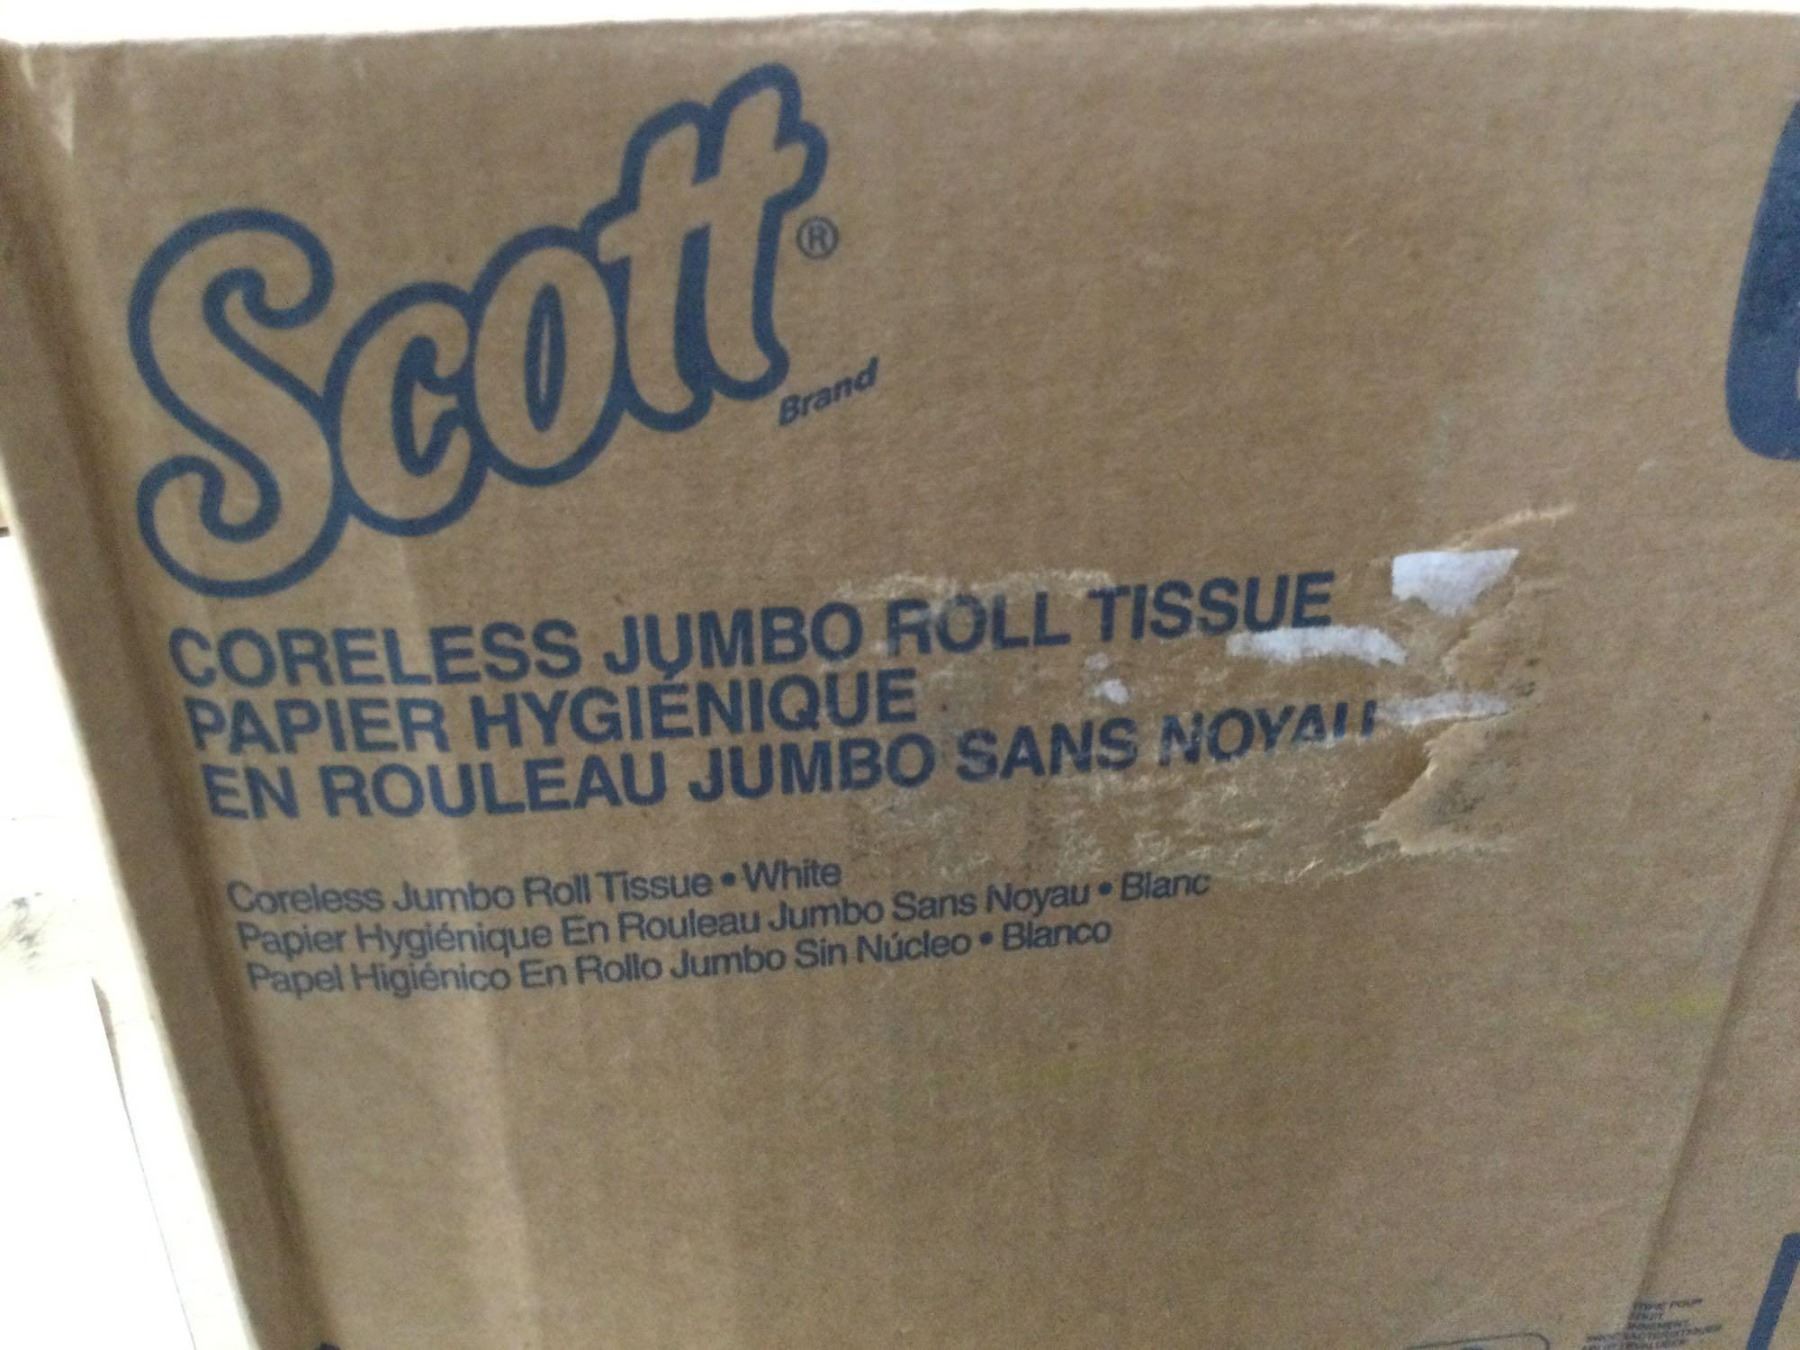 Scott®
Brand
CORELESS JUMBO ROLL TISSUE
PAPIER HYGIÉNIQUE
EN ROULEAU JUMBO SANS NOYAU
Coreless Jumbo Roll Tissue • White
Papier Hygiénique En Rouleau Jumbo Sans Noyau • Blanc
Papel Higiénico En Rollo Jumbo Sin Núcleo • Blanco